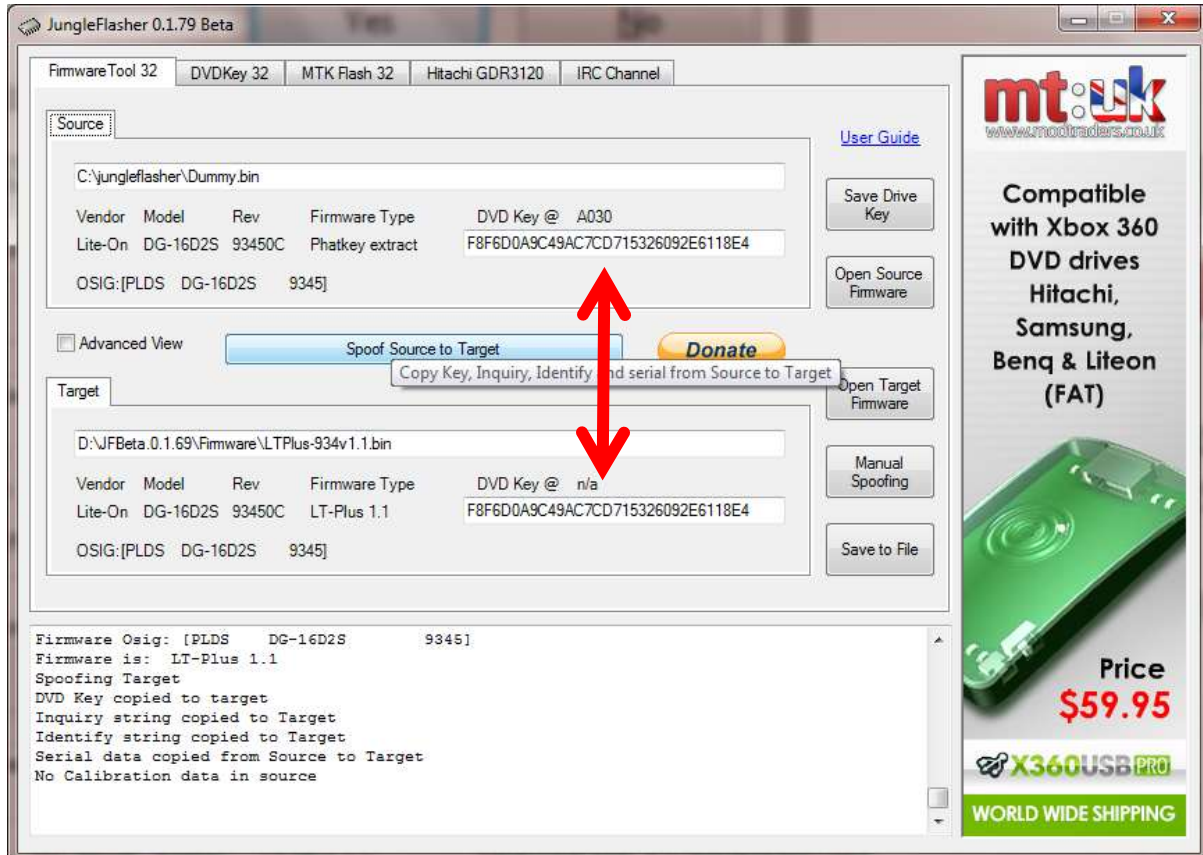 JungleFlasher 0.1.79 Beta
Yes No
FirmwareTool 32 DVDKey 32 MTK Flash 32 Hitachi GDR3120 IRC Channel
Source
User Guide
C:\jungleflasher\Dummy.bin
Vendor Model Rev Firmware Type DVD Key @ A030
Lite-On DG-16D2S 93450C Phatkey extract F8F6D0A9C49AC7CD715326092E6118E4
OSIG:[PLDS DG-16D2S 9345]
Save Drive Key
Open Source Firmware
Advanced View Spoof Source to Target Donate
Copy Key, Inquiry, Identify and serial from Source to Target
Target
Open Target Firmware
D:\JFBeta.0.1.69\Firmware\LTPlus-934v1.1.bin
Vendor Model Rev Firmware Type DVD Key @ n/a
Lite-On DG-16D2S 93450C LT-Plus 1.1 F8F6D0A9C49AC7CD715326092E6118E4
OSIG:[PLDS DG-16D2S 9345]
Manual Spoofing
Save to File
Firmware Osig: [PLDS DG-16D2S 9345]
Firmware is: LT-Plus 1.1
Spoofing Target
DVD Key copied to target
Inquiry string copied to Target
Identify string copied to Target
Serial data copied from Source to Target
No Calibration data in source
mt:uk
www.modtraders.co.uk
Compatible
with Xbox 360
DVD drives
Hitachi,
Samsung,
Benq & Liteon
(FAT)
Price
$59.95
X360USB PRO
WORLD WIDE SHIPPING